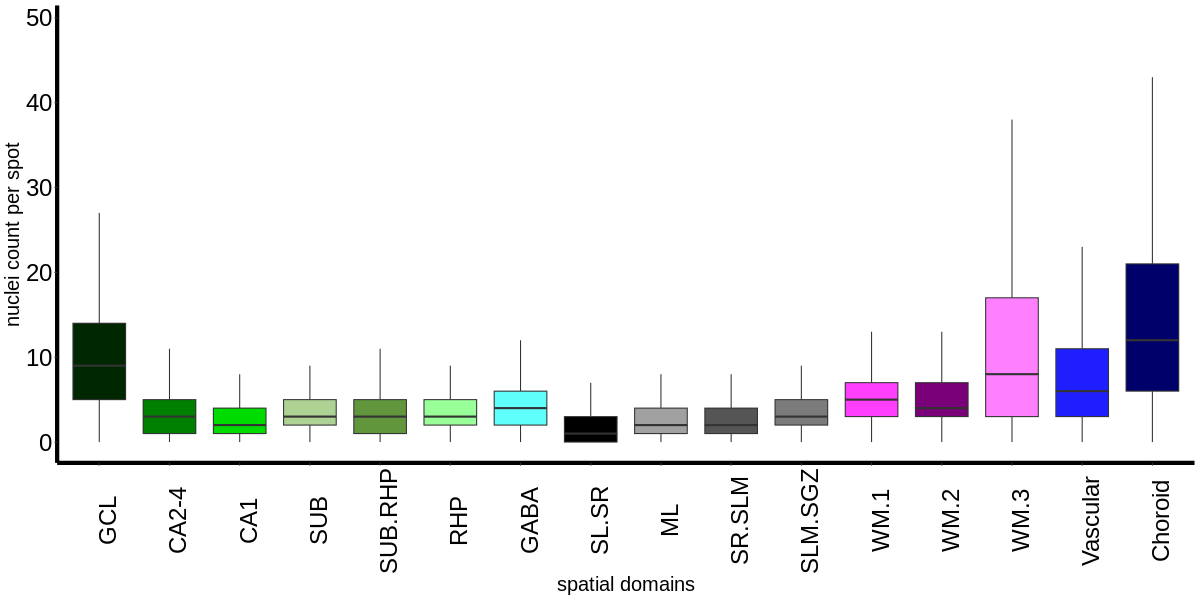 nuclei count per spot
50
40
30
20
10
0
GCL
CA2-4
CA1
SUB
SUB.RHP
RHP
GABA
SL.SR
ML
SR.SLM
SLM.SGZ
WM.1
WM.2
WM.3
Vascular
Choroid
spatial domains